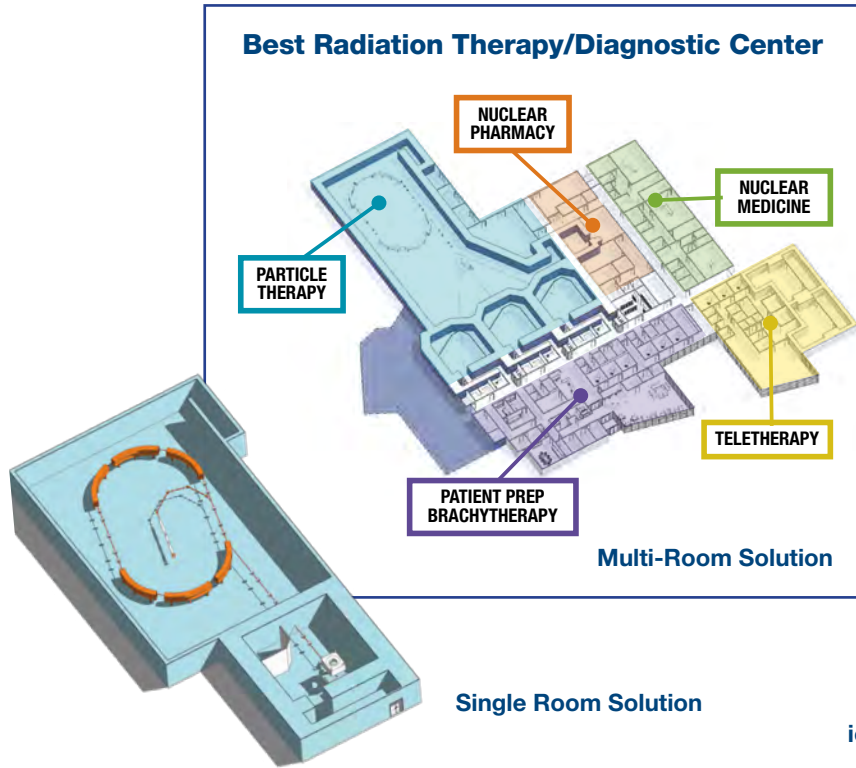 Best Radiation Therapy/Diagnostic Center
NUCLEAR
PHARMACY
NUCLEAR
MEDICINE
PARTICLE
THERAPY
TELETHERAPY
PATIENT PREP
BRACHYTHERAPY
Multi-Room Solution
Single Room Solution